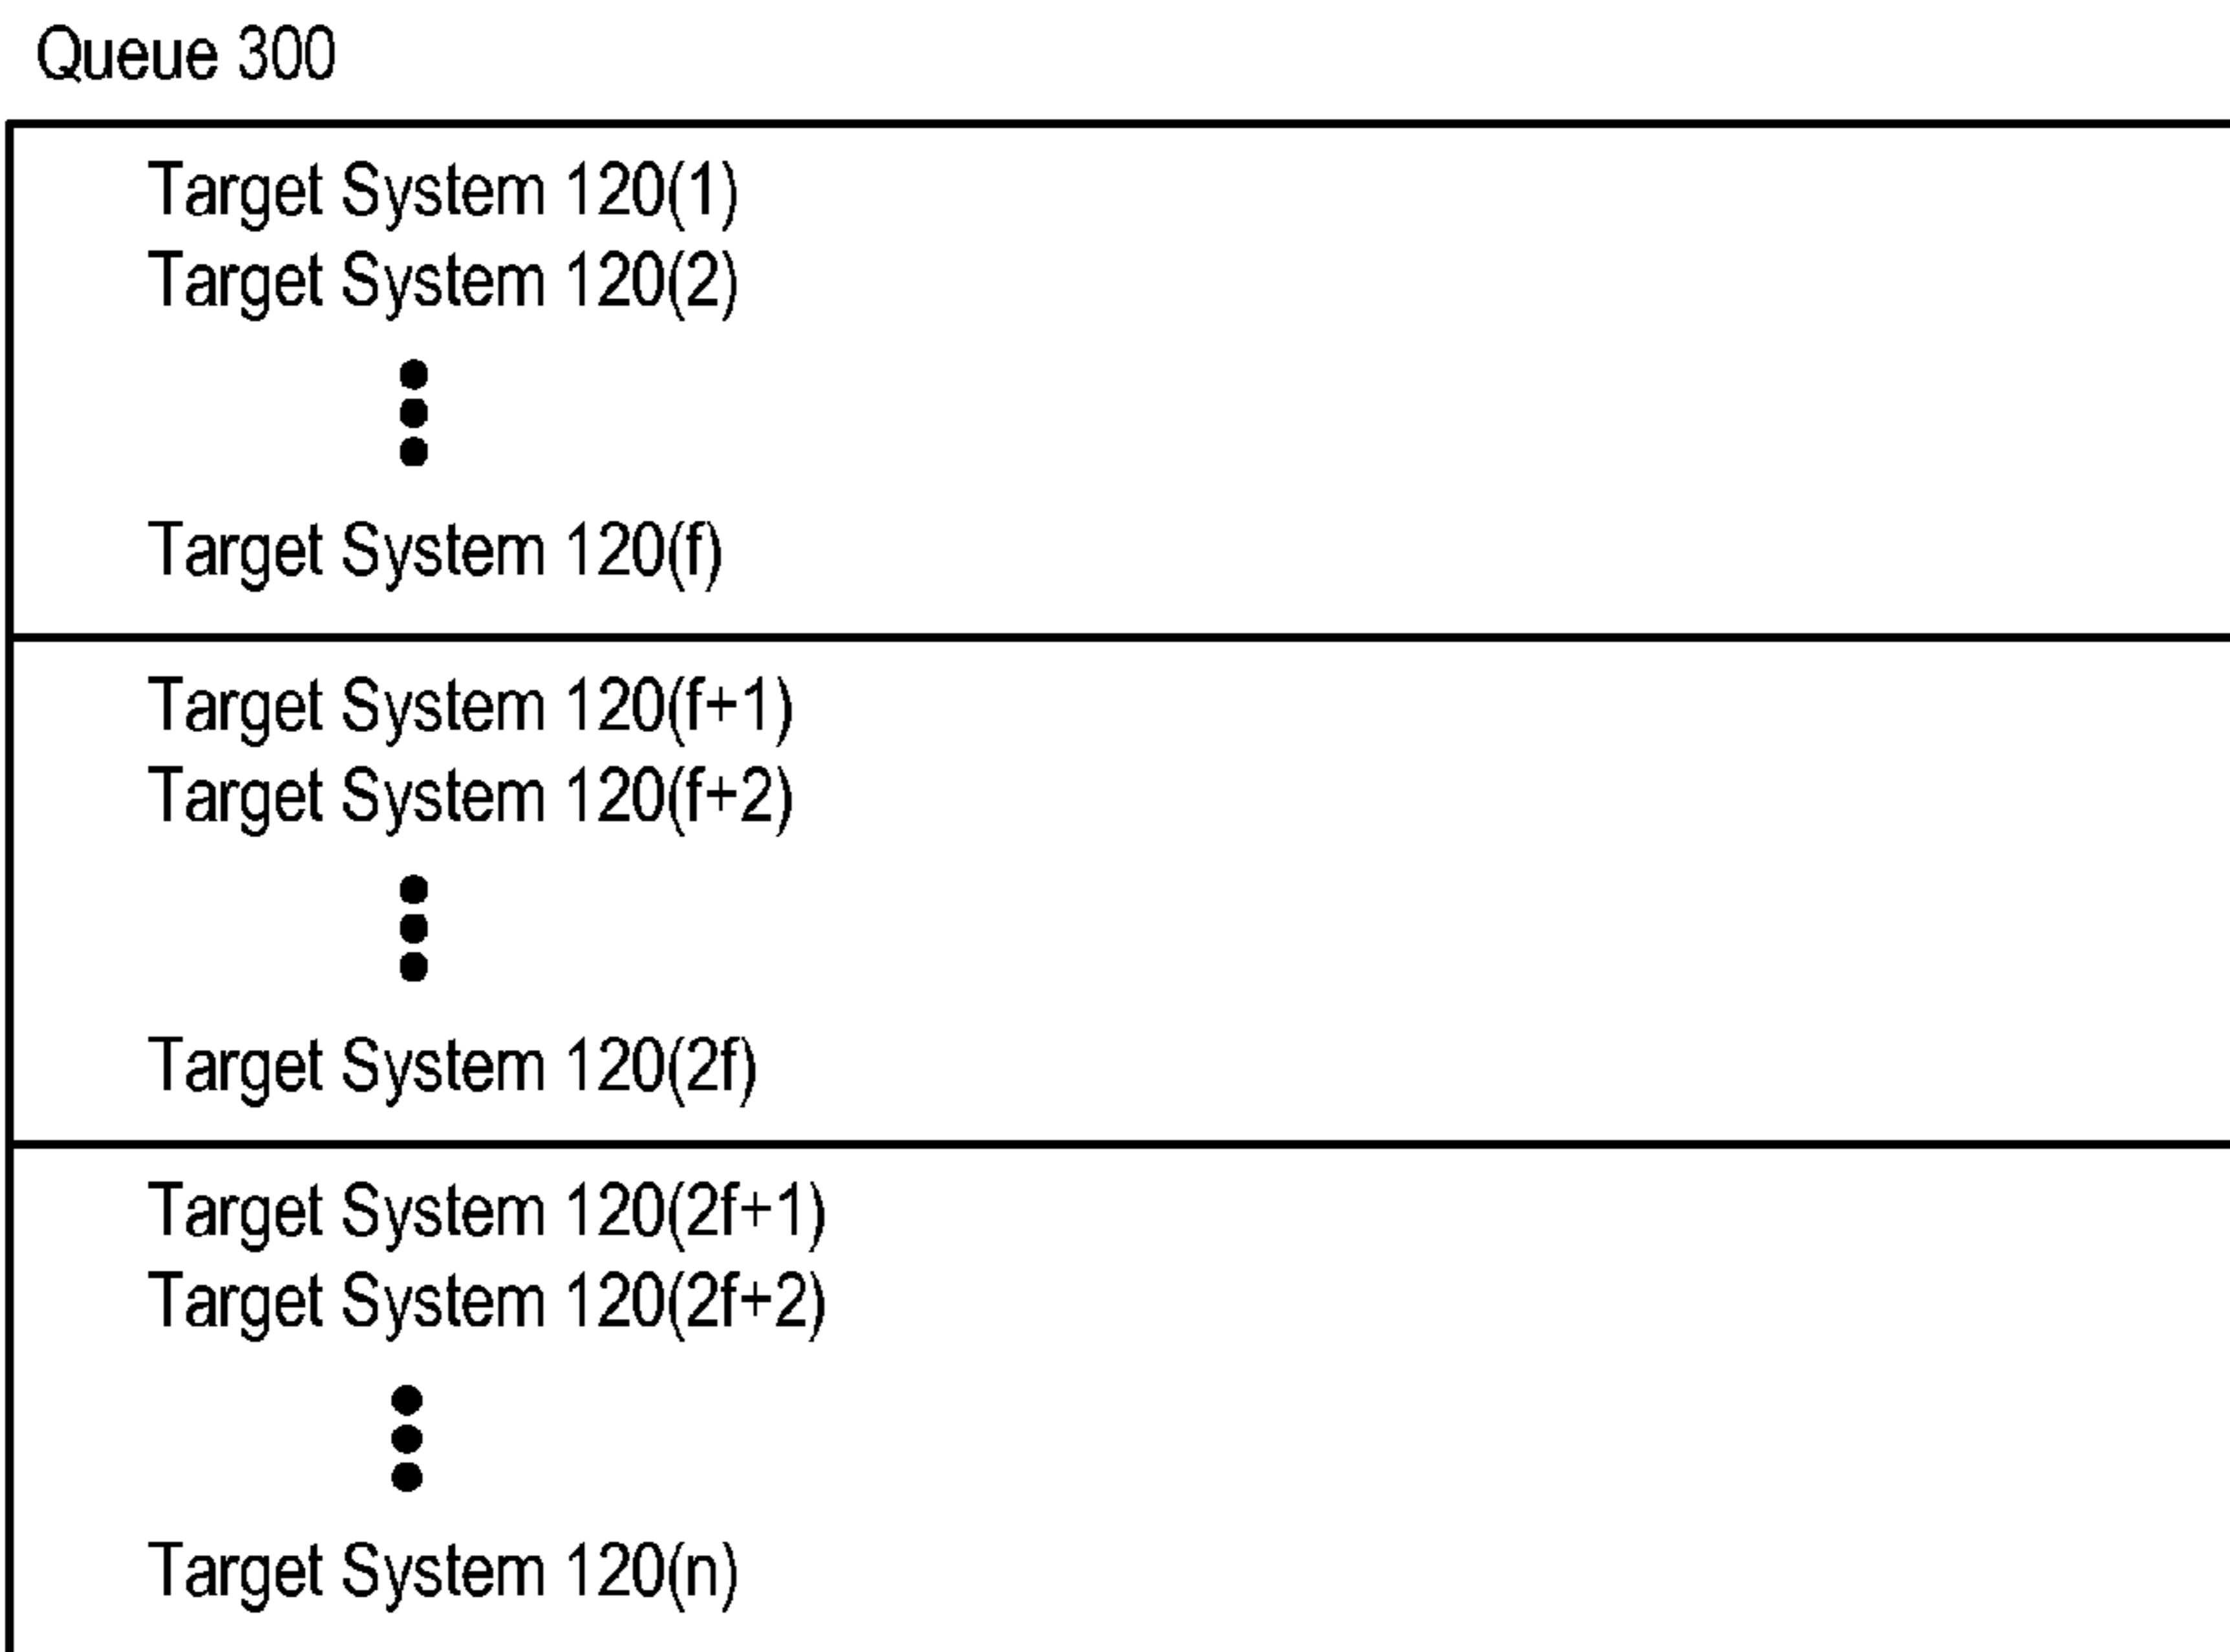 Queue 300
Target System 120(1)
Target System 120(2)
Target System 120(f)
Target System 120(f+1)
Target System 120(f+2)
Target System 120(2f)
Target System 120(2f+1)
Target System 120(2f+2)
Target System 120(n)